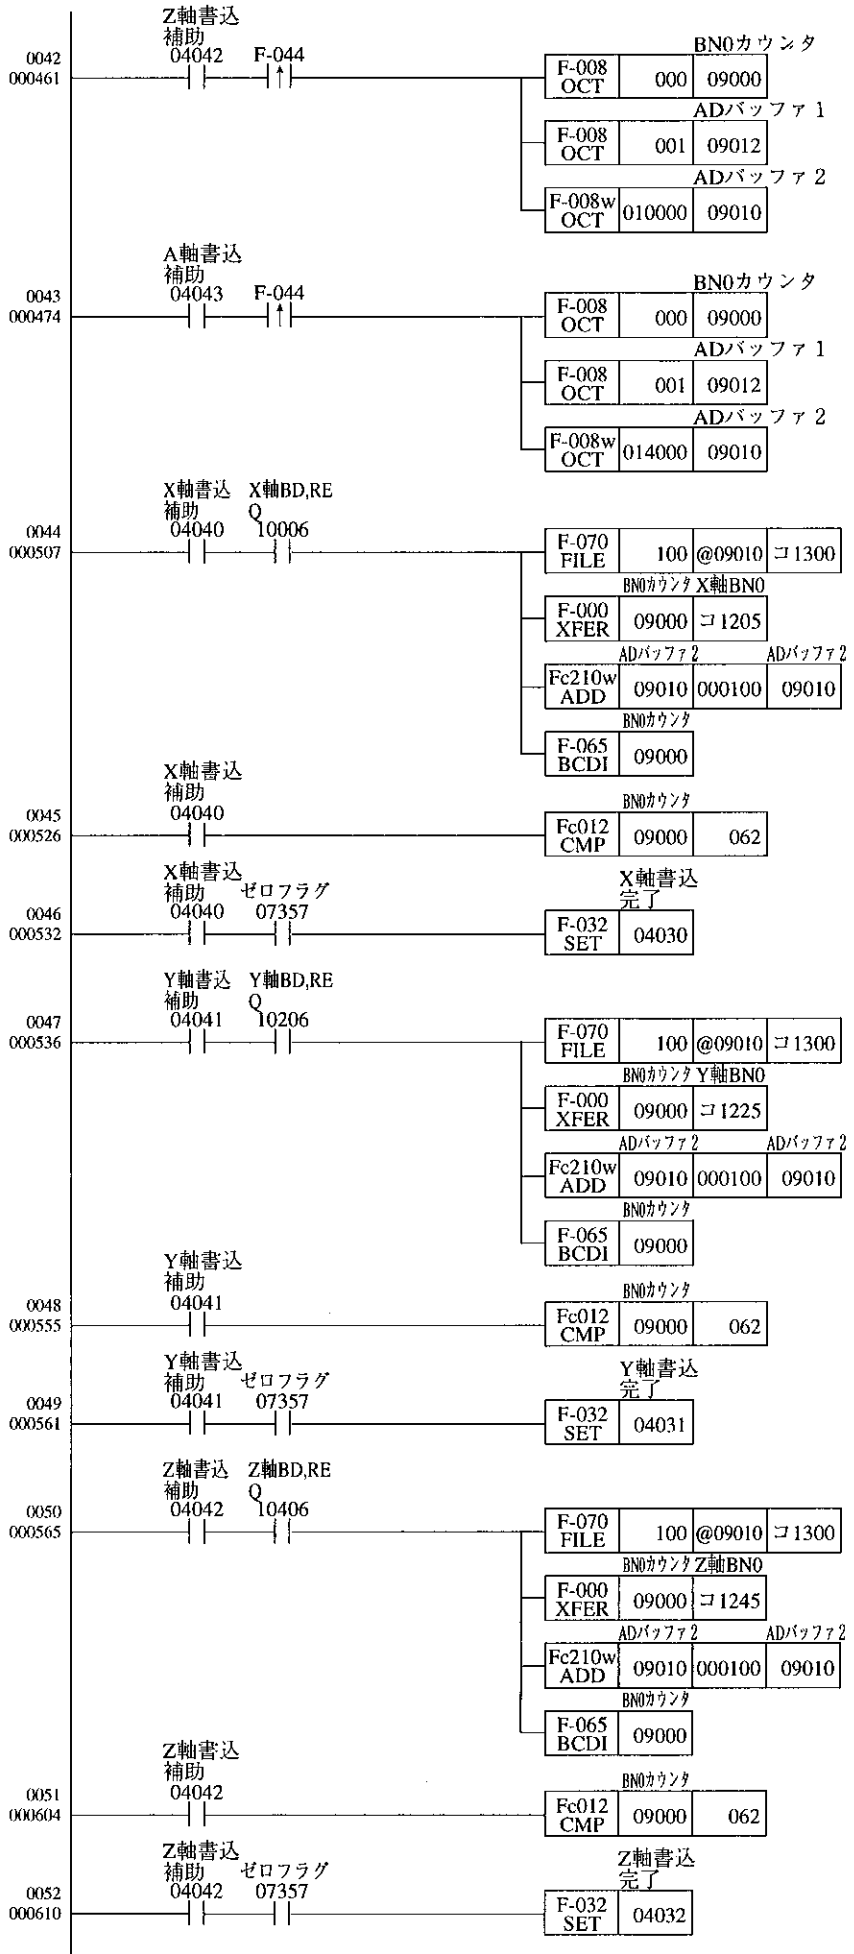 Z軸書込
補助
0042 04042 F-044 BN0カウンタ
000461 F-008 OCT 000 09000
ADバッファ1
F-008 OCT 001 09012
ADバッファ2
F-008w OCT 010000 09010
A軸書込
補助
0043 04043 F-044 BN0カウンタ
000474 F-008 OCT 000 09000
ADバッファ1
F-008 OCT 001 09012
ADバッファ2
F-008w OCT 014000 09010
X軸書込 X軸BD,RE
補助 Q
0044 04040 10006
000507 F-070 FILE 100 @09010 コ1300
BN0カウンタ X軸BN0
F-000 XFER 09000 コ1205
ADバッファ2 ADバッファ2
Fc210w ADD 09010 000100 09010
BN0カウンタ
F-065 BCDI 09000
X軸書込
補助
0045 04040 BN0カウンタ
000526 Fc012 CMP 09000 062
X軸書込 X軸書込
補助 ゼロフラグ 完了
0046 04040 07357
000532 F-032 SET 04030
Y軸書込 Y軸BD,RE
補助 Q
0047 04041 10206
000536 F-070 FILE 100 @09010 コ1300
BN0カウンタ Y軸BN0
F-000 XFER 09000 コ1225
ADバッファ2 ADバッファ2
Fc210w ADD 09010 000100 09010
BN0カウンタ
F-065 BCDI 09000
Y軸書込
補助
0048 04041 BN0カウンタ
000555 Fc012 CMP 09000 062
Y軸書込 Y軸書込
補助 ゼロフラグ 完了
0049 04041 07357
000561 F-032 SET 04031
Z軸書込 Z軸BD,RE
補助 Q
0050 04042 10406
000565 F-070 FILE 100 @09010 コ1300
BN0カウンタ Z軸BN0
F-000 XFER 09000 コ1245
ADバッファ2 ADバッファ2
Fc210w ADD 09010 000100 09010
BN0カウンタ
F-065 BCDI 09000
Z軸書込
補助
0051 04042 BN0カウンタ
000604 Fc012 CMP 09000 062
Z軸書込 Z軸書込
補助 ゼロフラグ 完了
0052 04042 07357
000610 F-032 SET 04032